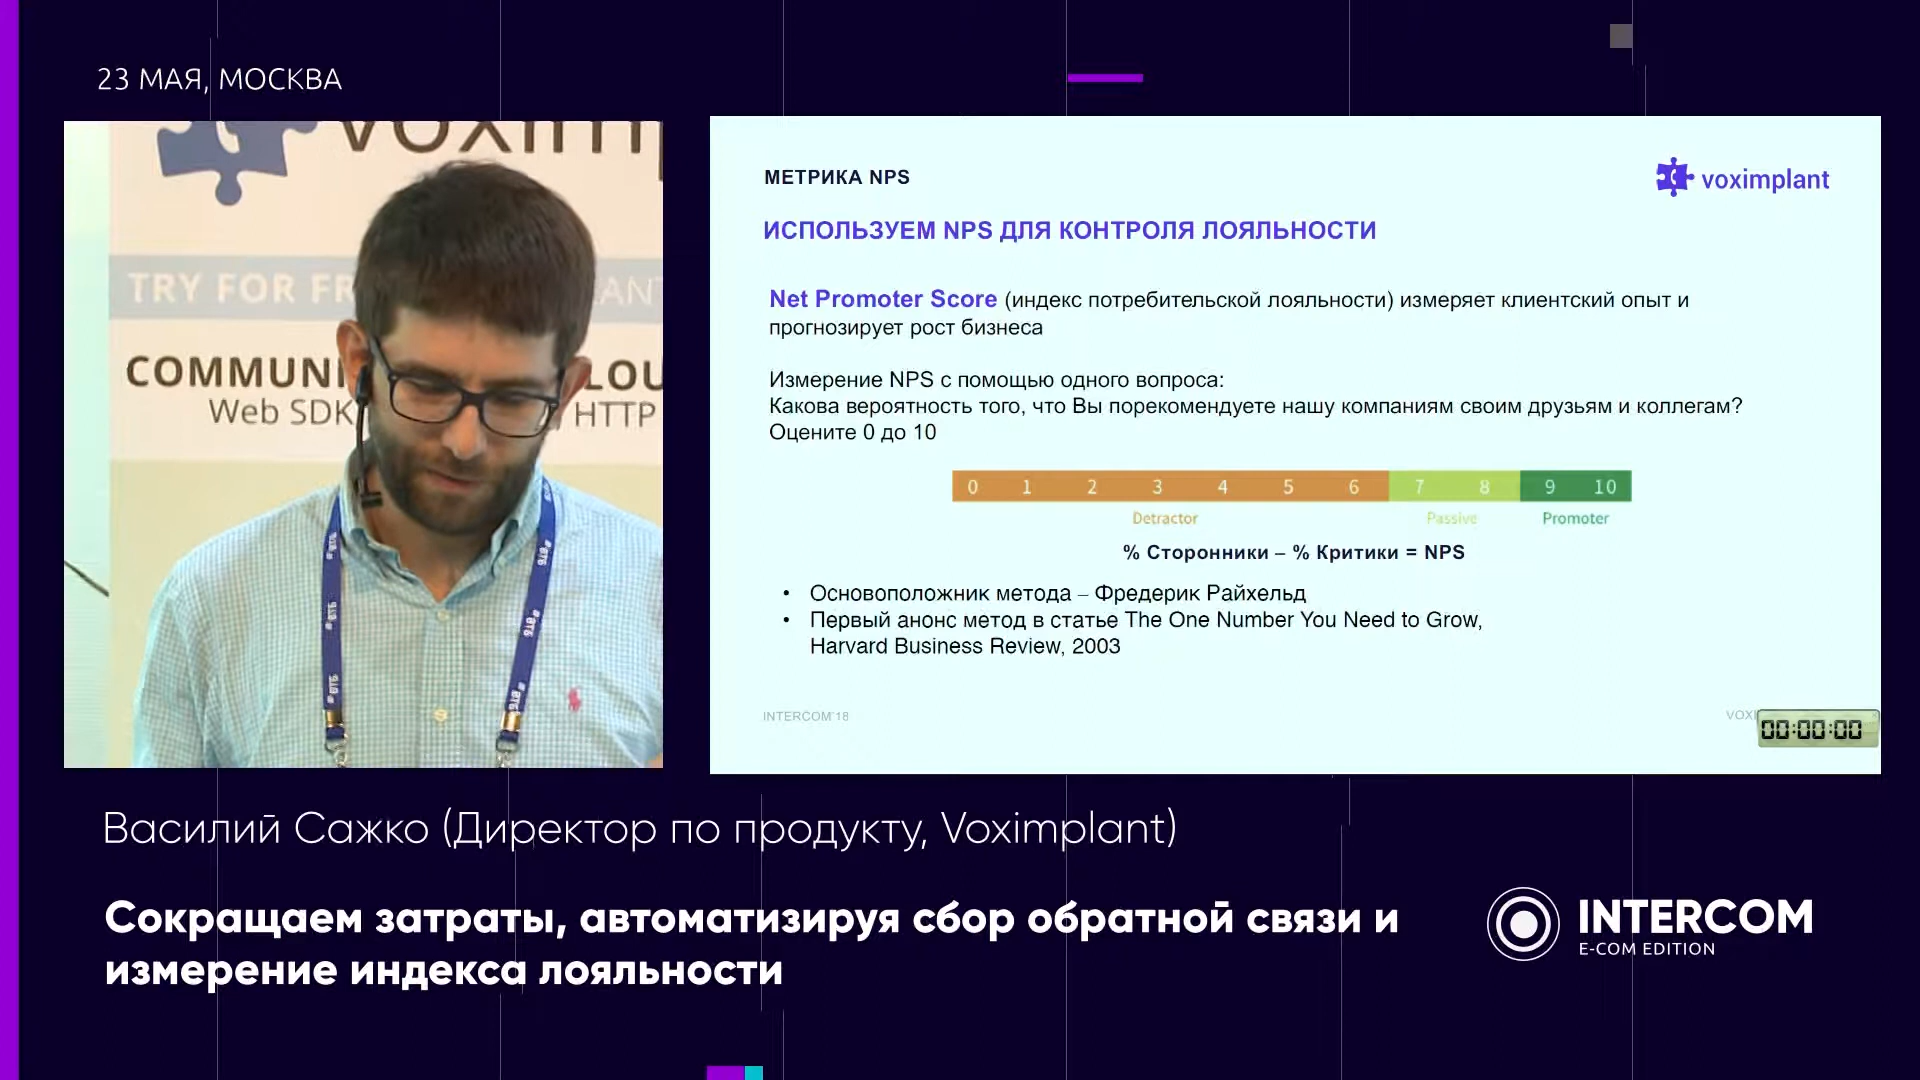 23 МАЯ, МОСКВА
TRY FOR FR
COMMUNI LOU
Web SDK HTTP
МЕТРИКА NPS
voximplant
ИСПОЛЬЗУЕМ NPS ДЛЯ КОНТРОЛЯ ЛОЯЛЬНОСТИ
Net Promoter Score (индекс потребительской лояльности) измеряет клиентский опыт и
прогнозирует рост бизнеса
Измерение NPS с помощью одного вопроса:
Какова вероятность того, что Вы порекомендуете нашу компаниям своим друзьям и коллегам?
Оцените 0 до 10
0 1 2 3 4 5 6 7 8 9 10
Detractor Passive Promoter
% Сторонники – % Критики = NPS
• Основоположник метода – Фредерик Райхельд
• Первый анонс метод в статье The One Number You Need to Grow,
Harvard Business Review, 2003
INTERCOM'18
VOXI
00:00:00
Василий Сажко (Директор по продукту, Voximplant)
Сокращаем затраты, автоматизируя сбор обратной связи и
измерение индекса лояльности
INTERCOM
E-COM EDITION